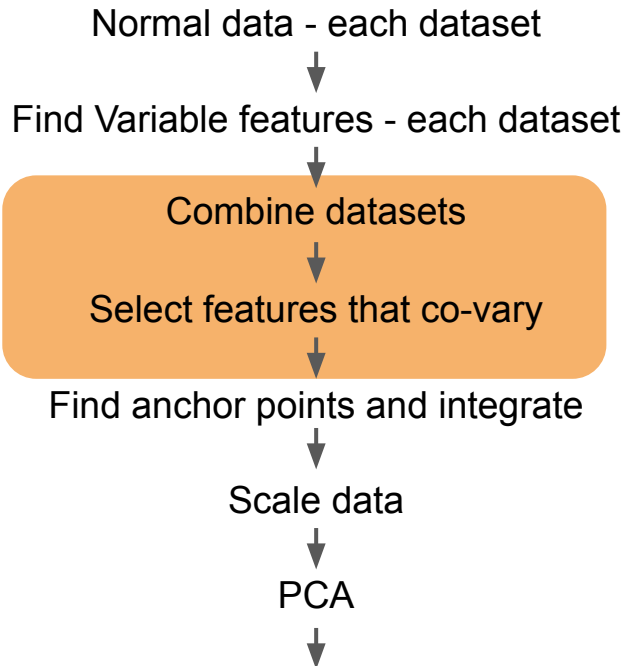 Normal data - each dataset
Find Variable features - each dataset
Combine datasets
Select features that co-vary
Find anchor points and integrate
Scale data
PCA